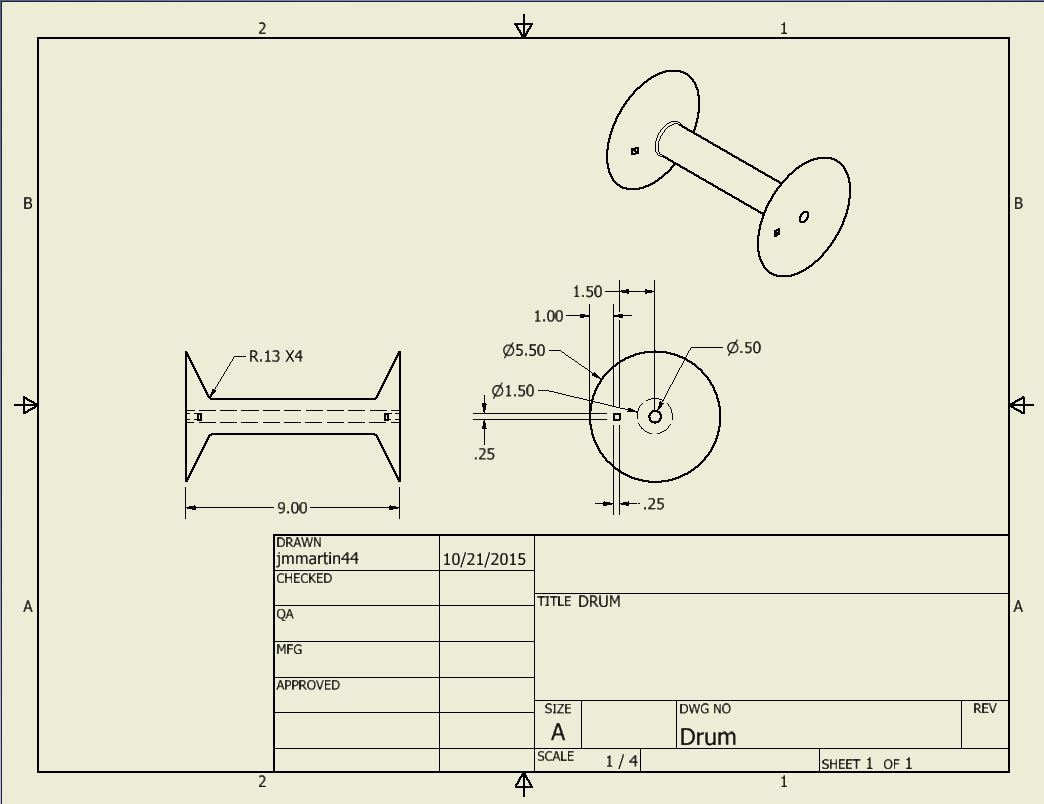 2 1
B B
1.50
1.00
R.13 X4
Ø5.50
Ø.50
Ø1.50
.25
9.00
.25
DRAWN
jmmartin44 10/21/2015
CHECKED
TITLE DRUM
A A
QA
MFG
APPROVED
SIZE
A
DWG NO
Drum
REV
SCALE 1 / 4
SHEET 1 OF 1
2 1